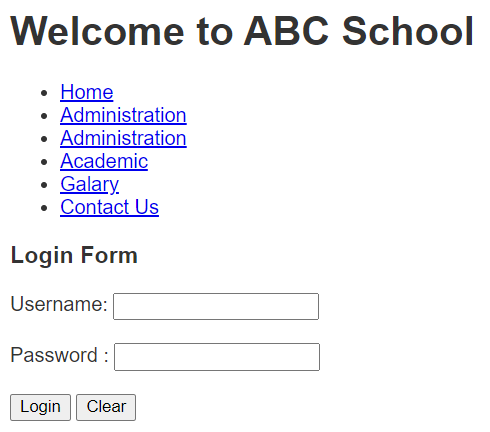 Welcome to ABC School
Home
Administration
Administration
Academic
Galary
Contact Us
Login Form
Username:
Password :
Login Clear